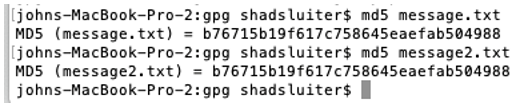 [johns-MacBook-Pro-2:gpg shadsluiter$ md5 message.txt
MD5 (message.txt) = b76715b19f617c758645eaefab504988
[johns-MacBook-Pro-2:gpg shadsluiter$ md5 message2.txt
MD5 (message2.txt) = b76715b19f617c758645eaefab504988
johns-MacBook-Pro-2:gpg shadsluiter$